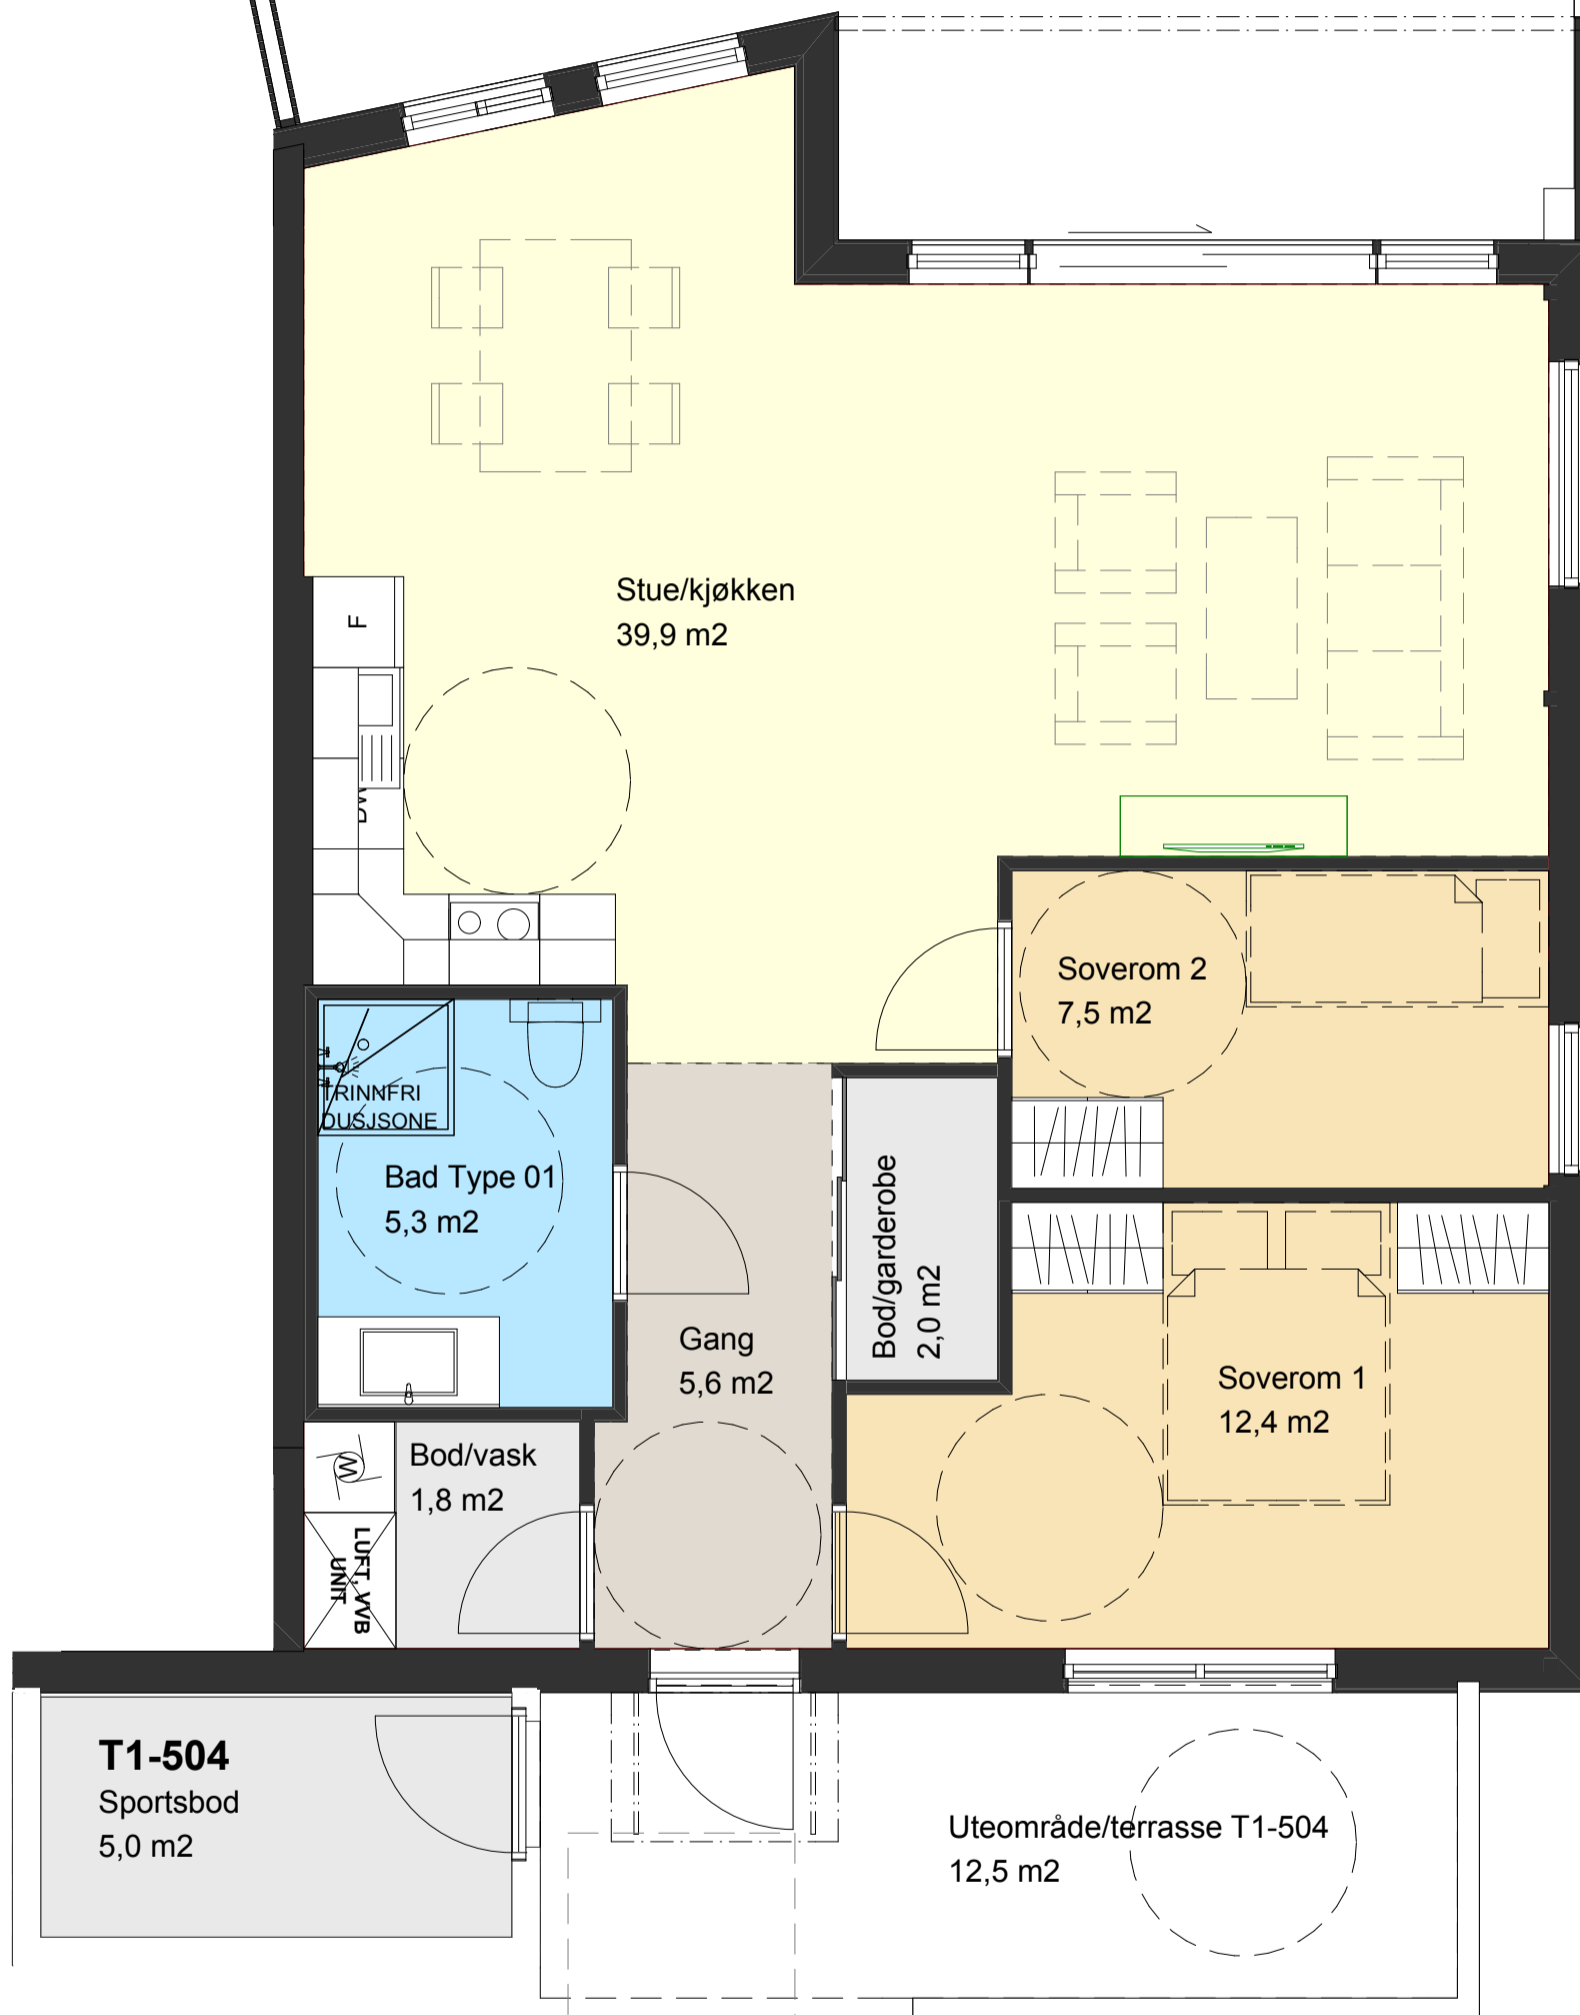 Stue/kjøkken
39,9 m2
F
Soverom 2
7,5 m2
TRINNFRI
DUSJSONE
Bad Type 01
5,3 m2
Bod/garderobe
2,0 m2
Gang
5,6 m2
Soverom 1
12,4 m2
Bod/vask
1,8 m2
W
LUFT, VVB
UNIT
T1-504
Sportsbod
5,0 m2
Uteområde/terrasse T1-504
12,5 m2